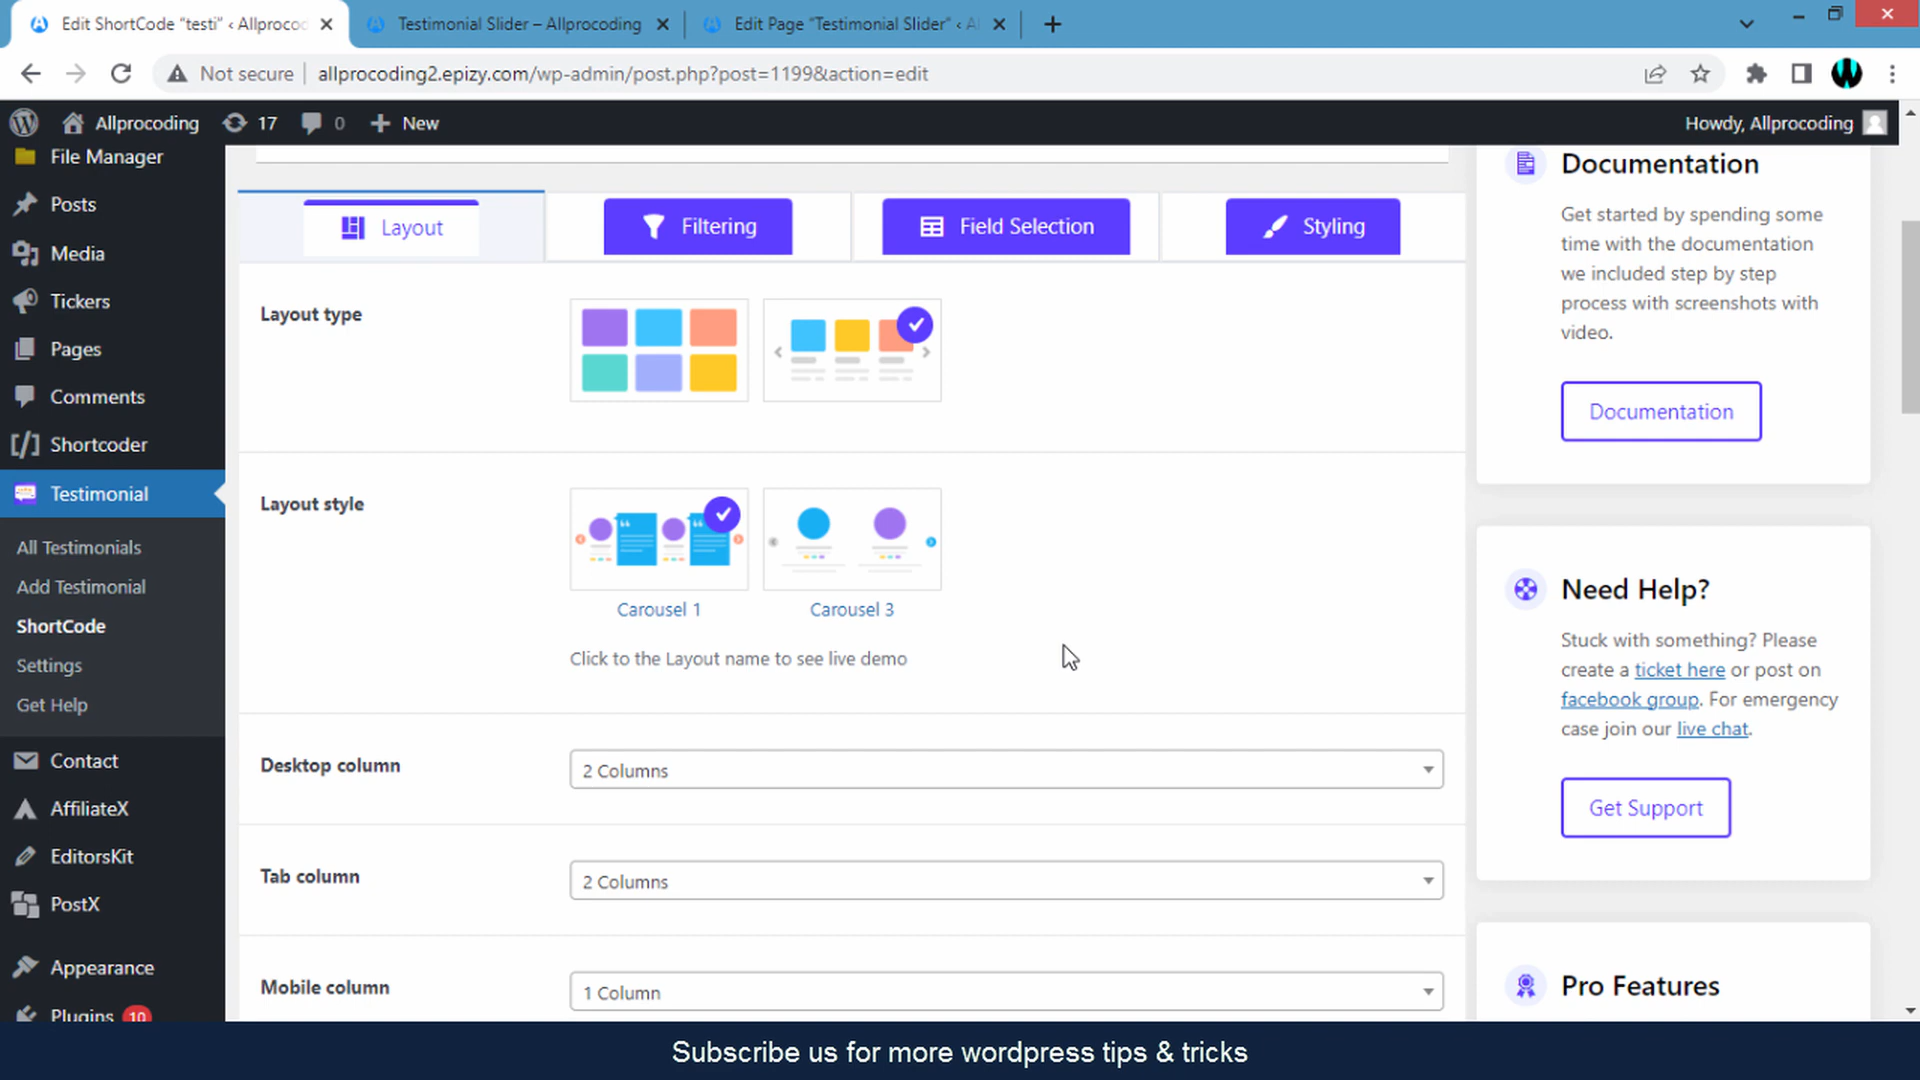 Edit ShortCode "testi" ‹ Allproco
Testimonial Slider – Allprocoding
Edit Page "Testimonial Slider" ‹ A
Not secure
allprocoding2.epizy.com/wp-admin/post.php?post=1199&action=edit
Allprocoding
17
0
New
Howdy, Allprocoding
File Manager
Posts
Media
Tickers
Pages
Comments
Shortcoder
Testimonial
All Testimonials
Add Testimonial
ShortCode
Settings
Get Help
Contact
AffiliateX
EditorsKit
PostX
Appearance
Plugins 10
Layout
Filtering
Field Selection
Styling
Layout type
Layout style
Carousel 1
Carousel 3
Click to the Layout name to see live demo
Desktop column
2 Columns
Tab column
2 Columns
Mobile column
1 Column
Documentation
Get started by spending some
time with the documentation
we included step by step
process with screenshots with
video.
Documentation
Need Help?
Stuck with something? Please
create a ticket here or post on
facebook group. For emergency
case join our live chat.
Get Support
Pro Features
Subscribe us for more wordpress tips & tricks